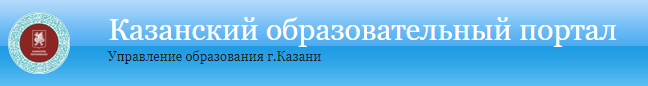 Казанский образовательный портал
Управление образования г.Казани